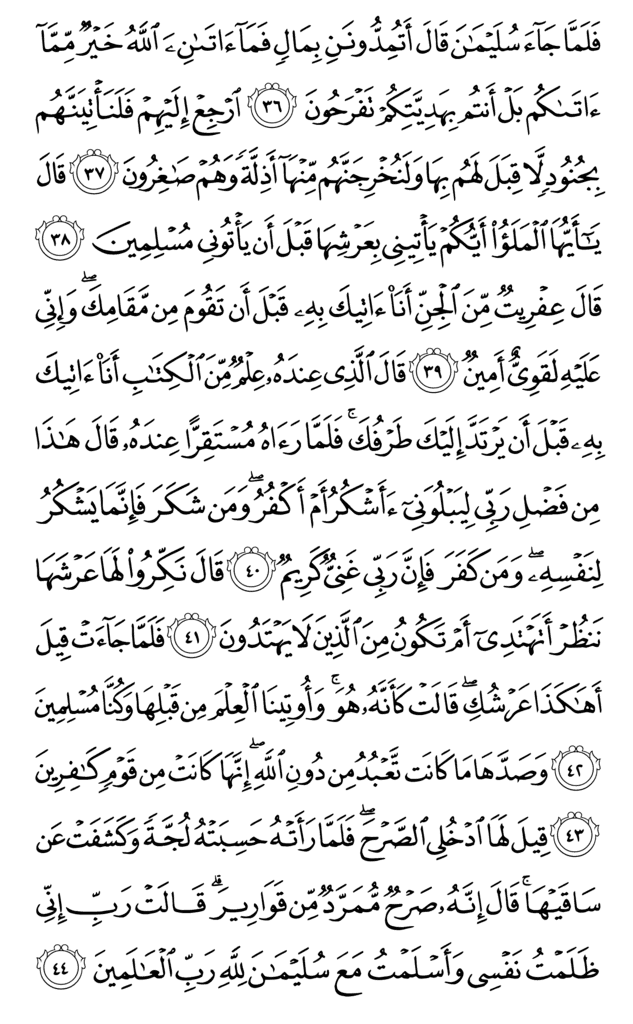 فَلَمَّا جَآءَ سُلَيۡمَٰنَ قَالَ أَتُمِدُّونَنِ بِمَالٖ فَمَآ ءَاتَىٰنِۦَ ٱللَّهُ خَيۡرٞ مِّمَّآ
ءَاتَىٰكُمۚ بَلۡ أَنتُم بِهَدِيَّتِكُمۡ تَفۡرَحُونَ ٣٦ ٱرۡجِعۡ إِلَيۡهِمۡ فَلَنَأۡتِيَنَّهُم
بِجُنُودٖ لَّا قِبَلَ لَهُم بِهَا وَلَنُخۡرِجَنَّهُم مِّنۡهَآ أَذِلَّةٗ وَهُمۡ صَٰغِرُونَ ٣٧ قَالَ
يَٰٓأَيُّهَا ٱلۡمَلَؤُاْ أَيُّكُمۡ يَأۡتِينِي بِعَرۡشِهَا قَبۡلَ أَن يَأۡتُونِي مُسۡلِمِينَ ٣٨
قَالَ عِفۡرِيتٞ مِّنَ ٱلۡجِنِّ أَنَا۠ ءَاتِيكَ بِهِۦ قَبۡلَ أَن تَقُومَ مِن مَّقَامِكَۖ وَإِنِّي
عَلَيۡهِ لَقَوِيٌّ أَمِينٞ ٣٩ قَالَ ٱلَّذِي عِندَهُۥ عِلۡمٞ مِّنَ ٱلۡكِتَٰبِ أَنَا۠ ءَاتِيكَ
بِهِۦ قَبۡلَ أَن يَرۡتَدَّ إِلَيۡكَ طَرۡفُكَۚ فَلَمَّا رَءَاهُ مُسۡتَقِرًّا عِندَهُۥ قَالَ هَٰذَا
مِن فَضۡلِ رَبِّي لِيَبۡلُوَنِيٓ ءَأَشۡكُرُ أَمۡ أَكۡفُرُۖ وَمَن شَكَرَ فَإِنَّمَا يَشۡكُرُ
لِنَفۡسِهِۦۖ وَمَن كَفَرَ فَإِنَّ رَبِّي غَنِيّٞ كَرِيمٞ ٤٠ قَالَ نَكِّرُواْ لَهَا عَرۡشَهَا
نَنظُرۡ أَتَهۡتَدِيٓ أَمۡ تَكُونُ مِنَ ٱلَّذِينَ لَا يَهۡتَدُونَ ٤١ فَلَمَّا جَآءَتۡ قِيلَ
أَهَٰكَذَا عَرۡشُكِۖ قَالَتۡ كَأَنَّهُۥ هُوَۚ وَأُوتِينَا ٱلۡعِلۡمَ مِن قَبۡلِهَا وَكُنَّا مُسۡلِمِينَ
٤٢ وَصَدَّهَا مَا كَانَت تَّعۡبُدُ مِن دُونِ ٱللَّهِۖ إِنَّهَا كَانَتۡ مِن قَوۡمٖ كَٰفِرِينَ
٤٣ قِيلَ لَهَا ٱدۡخُلِي ٱلصَّرۡحَۖ فَلَمَّا رَأَتۡهُ حَسِبَتۡهُ لُجَّةٗ وَكَشَفَتۡ عَن
سَاقَيۡهَاۚ قَالَ إِنَّهُۥ صَرۡحٞ مُّمَرَّدٞ مِّن قَوَارِيرَۗ قَالَتۡ رَبِّ إِنِّي
ظَلَمۡتُ نَفۡسِي وَأَسۡلَمۡتُ مَعَ سُلَيۡمَٰنَ لِلَّهِ رَبِّ ٱلۡعَٰلَمِينَ ٤٤